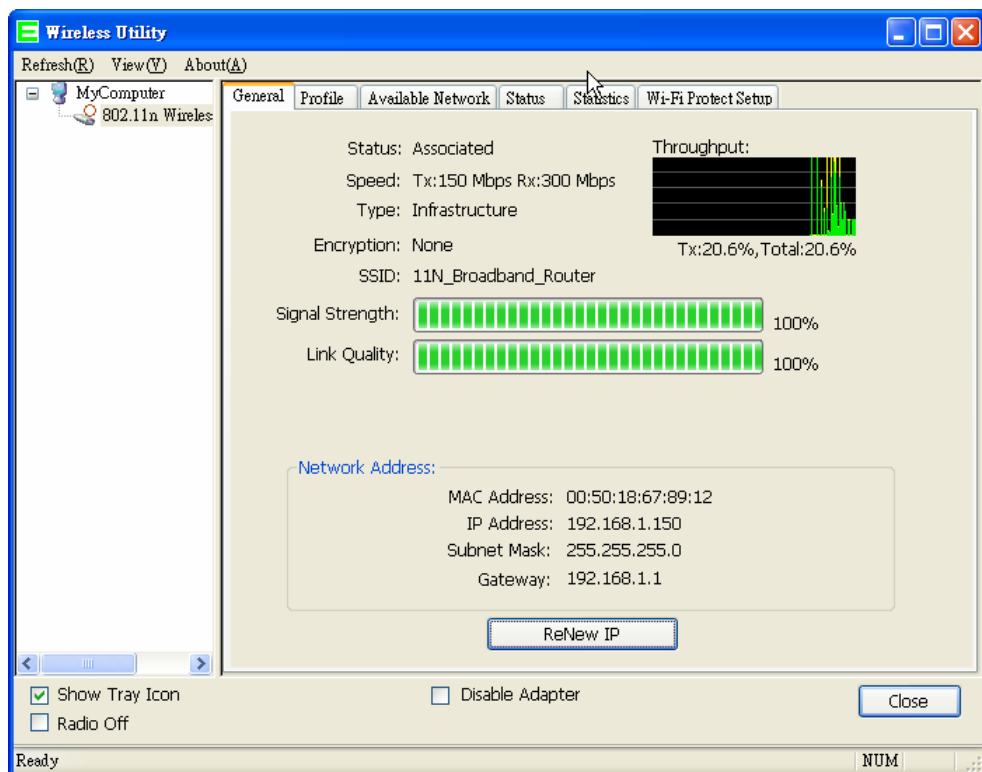 Wireless Utility
Refresh(R) View(V) About(A)
MyComputer
802.11n Wireles
General Profile Available Network Status Statistics Wi-Fi Protect Setup
Status: Associated
Speed: Tx:150 Mbps Rx:300 Mbps
Type: Infrastructure
Encryption: None
SSID: 11N_Broadband_Router
Throughput:
Tx:20.6%,Total:20.6%
Signal Strength: 100%
Link Quality: 100%
Network Address:
MAC Address: 00:50:18:67:89:12
IP Address: 192.168.1.150
Subnet Mask: 255.255.255.0
Gateway: 192.168.1.1
ReNew IP
Show Tray Icon
Radio Off
Disable Adapter
Close
Ready
NUM